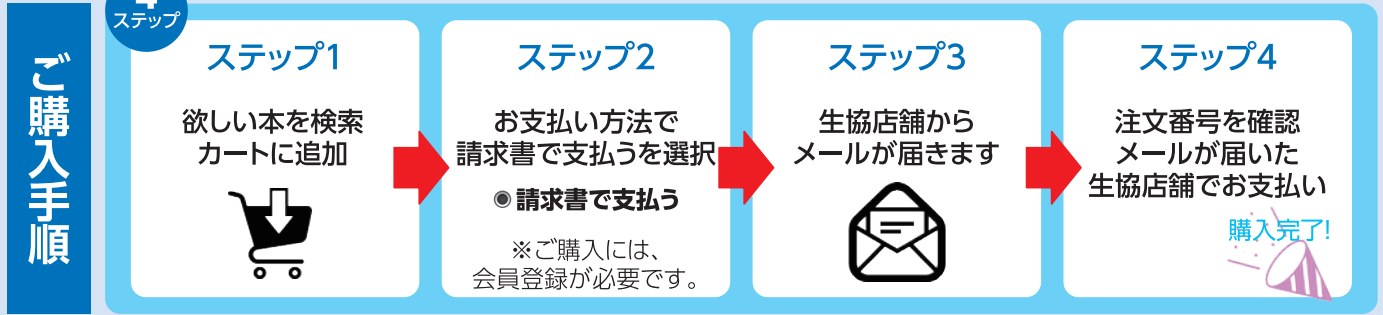 ご購入手順
4
ステップ
ステップ1
欲しい本を検索
カートに追加
ステップ2
お支払い方法で
請求書で支払うを選択
◉請求書で支払う
※ご購入には、
会員登録が必要です。
ステップ3
生協店舗から
メールが届きます
ステップ4
注文番号を確認
メールが届いた
生協店舗でお支払い
購入完了!